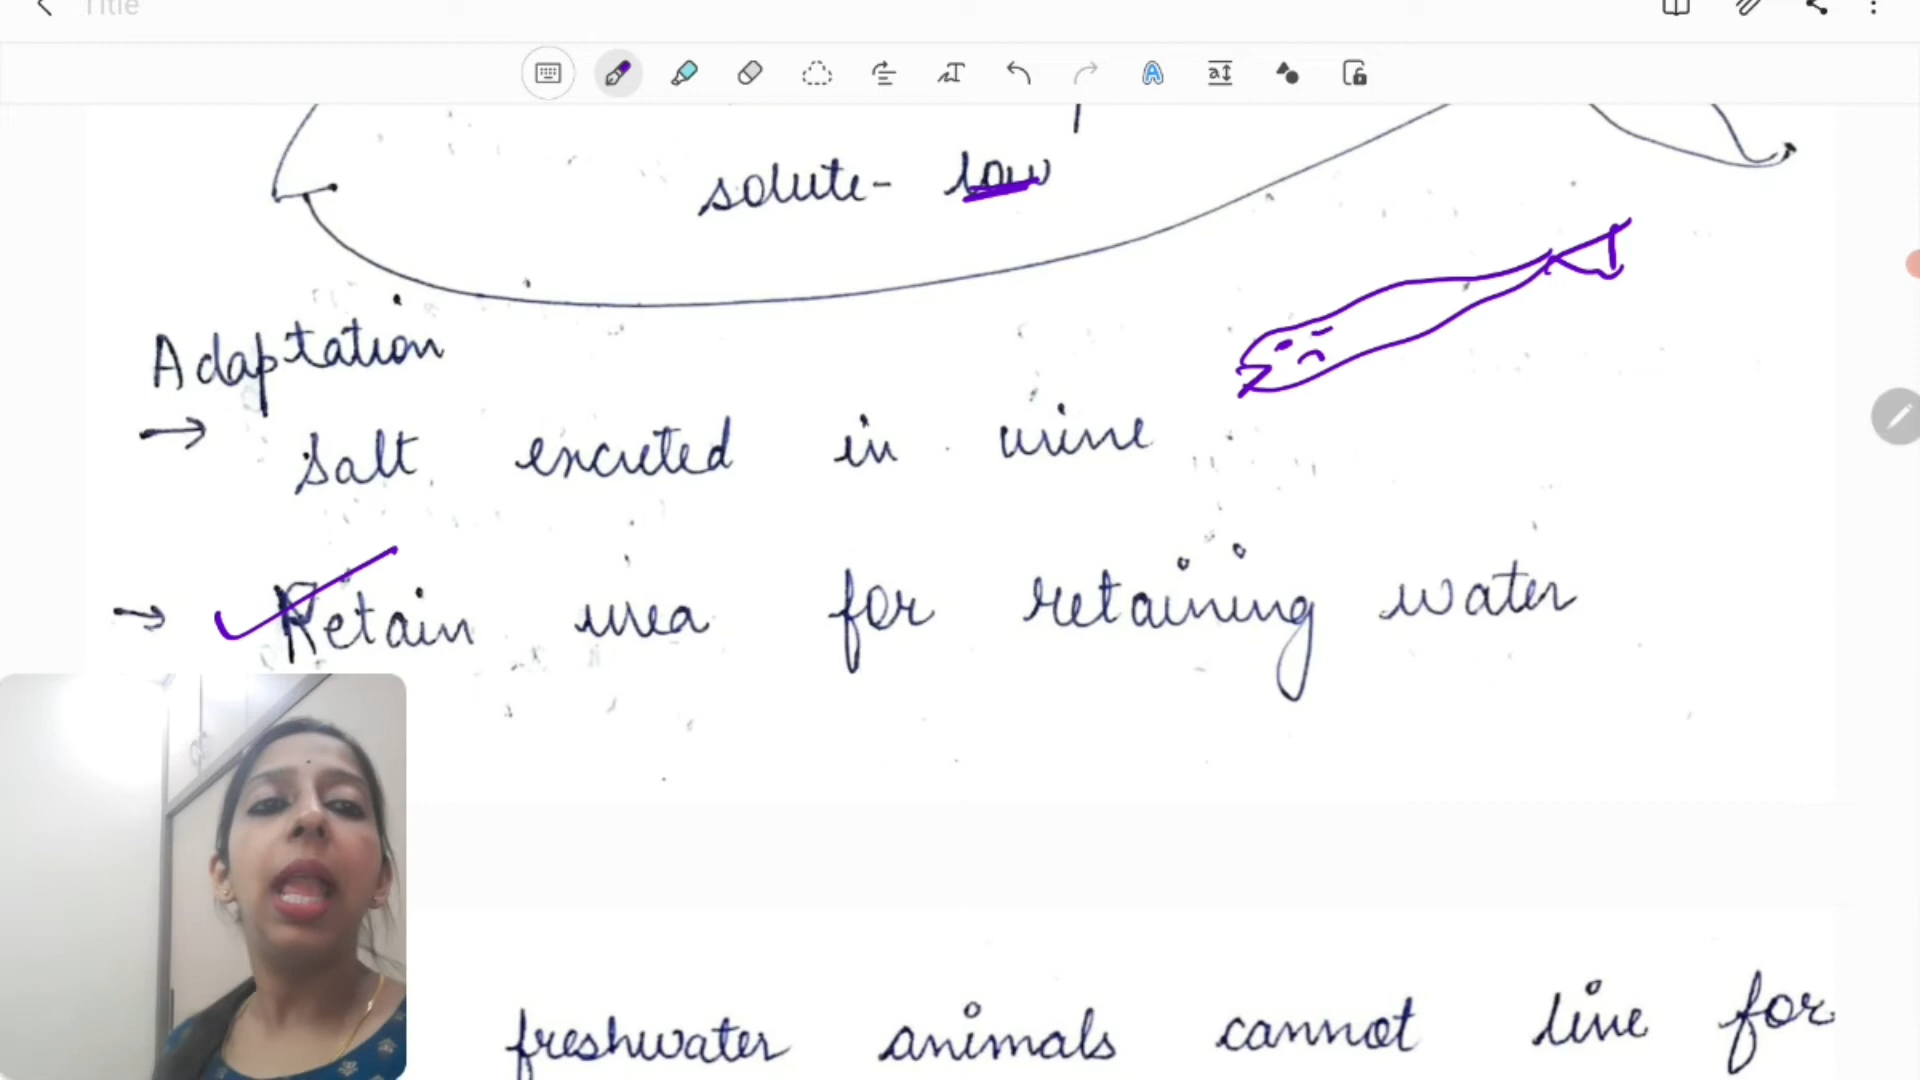 Title
solute- low
Adaptation
→ Salt excreted in urine
→ Retain urea for retaining water
freshwater animals cannot live for